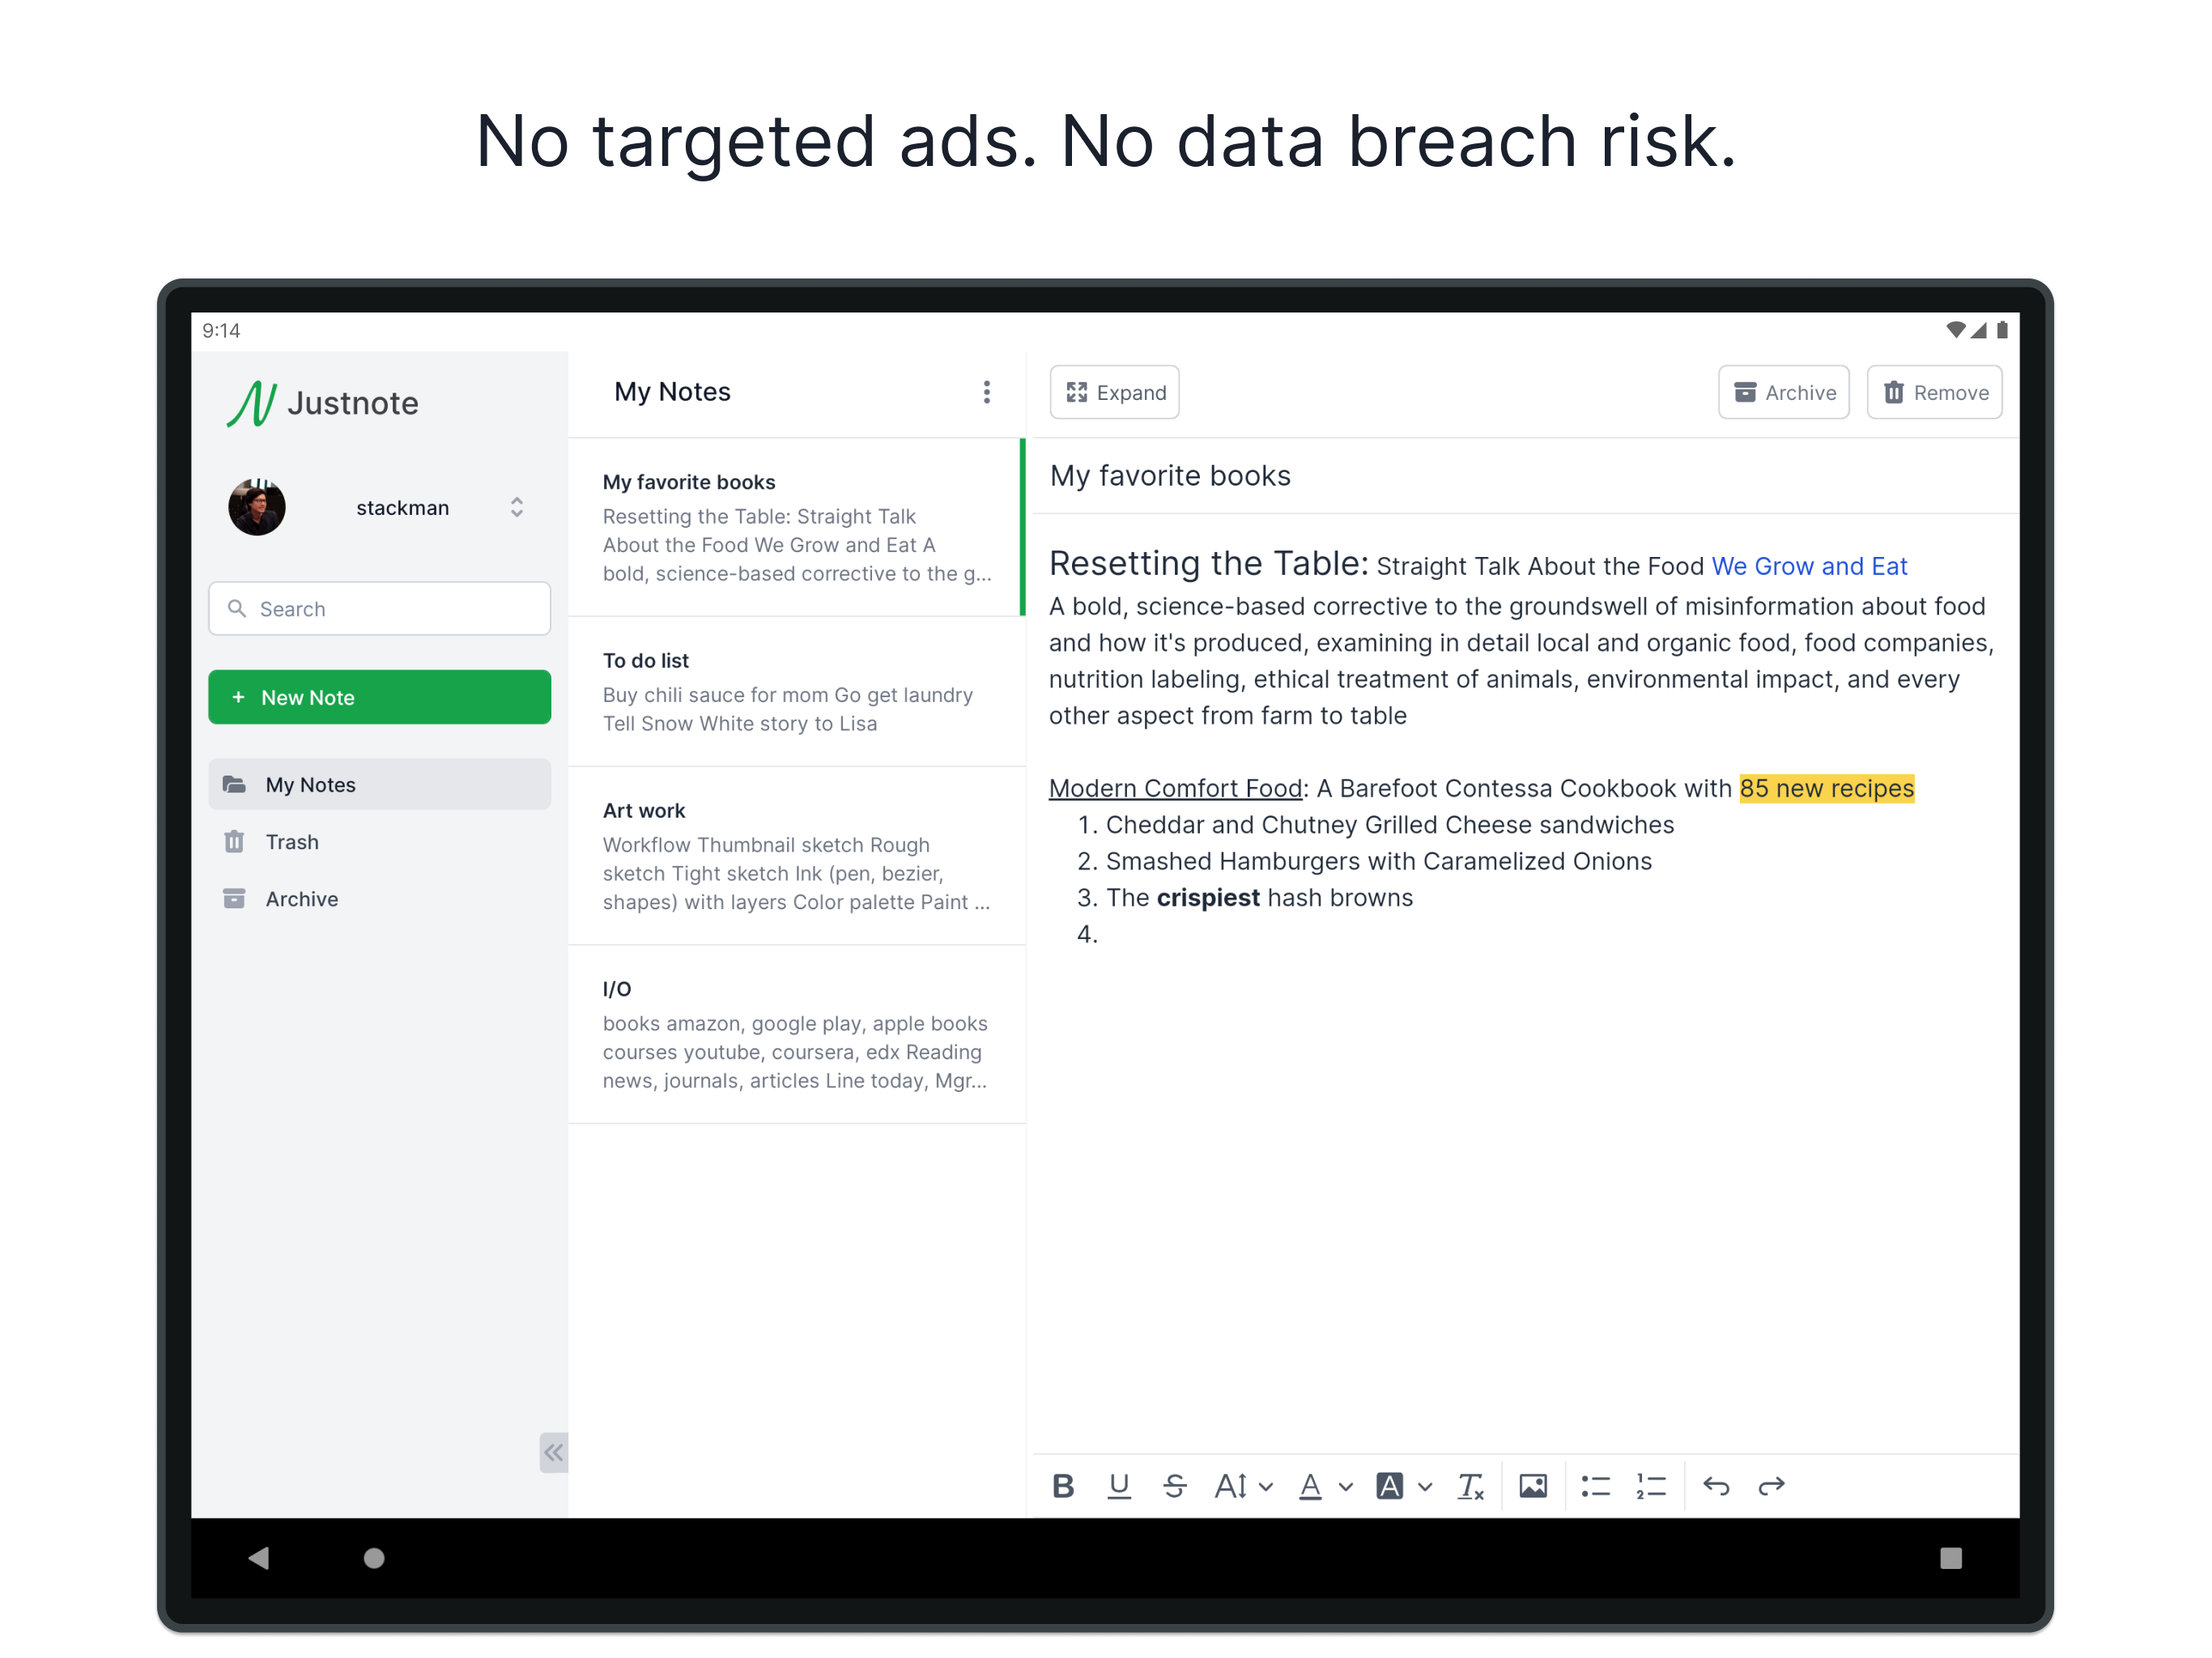 No targeted ads. No data breach risk.
9:14
Justnote
stackman
Search
+ New Note
My Notes
Trash
Archive
My Notes
My favorite books
Resetting the Table: Straight Talk
About the Food We Grow and Eat A
bold, science-based corrective to the g...
To do list
Buy chili sauce for mom Go get laundry
Tell Snow White story to Lisa
Art work
Workflow Thumbnail sketch Rough
sketch Tight sketch Ink (pen, bezier,
shapes) with layers Color palette Paint ...
I/O
books amazon, google play, apple books
courses youtube, coursera, edx Reading
news, journals, articles Line today, Mgr...
Expand
Archive
Remove
My favorite books
Resetting the Table: Straight Talk About the Food We Grow and Eat
A bold, science-based corrective to the groundswell of misinformation about food
and how it's produced, examining in detail local and organic food, food companies,
nutrition labeling, ethical treatment of animals, environmental impact, and every
other aspect from farm to table
Modern Comfort Food: A Barefoot Contessa Cookbook with 85 new recipes
1. Cheddar and Chutney Grilled Cheese sandwiches
2. Smashed Hamburgers with Caramelized Onions
3. The crispiest hash browns
4.